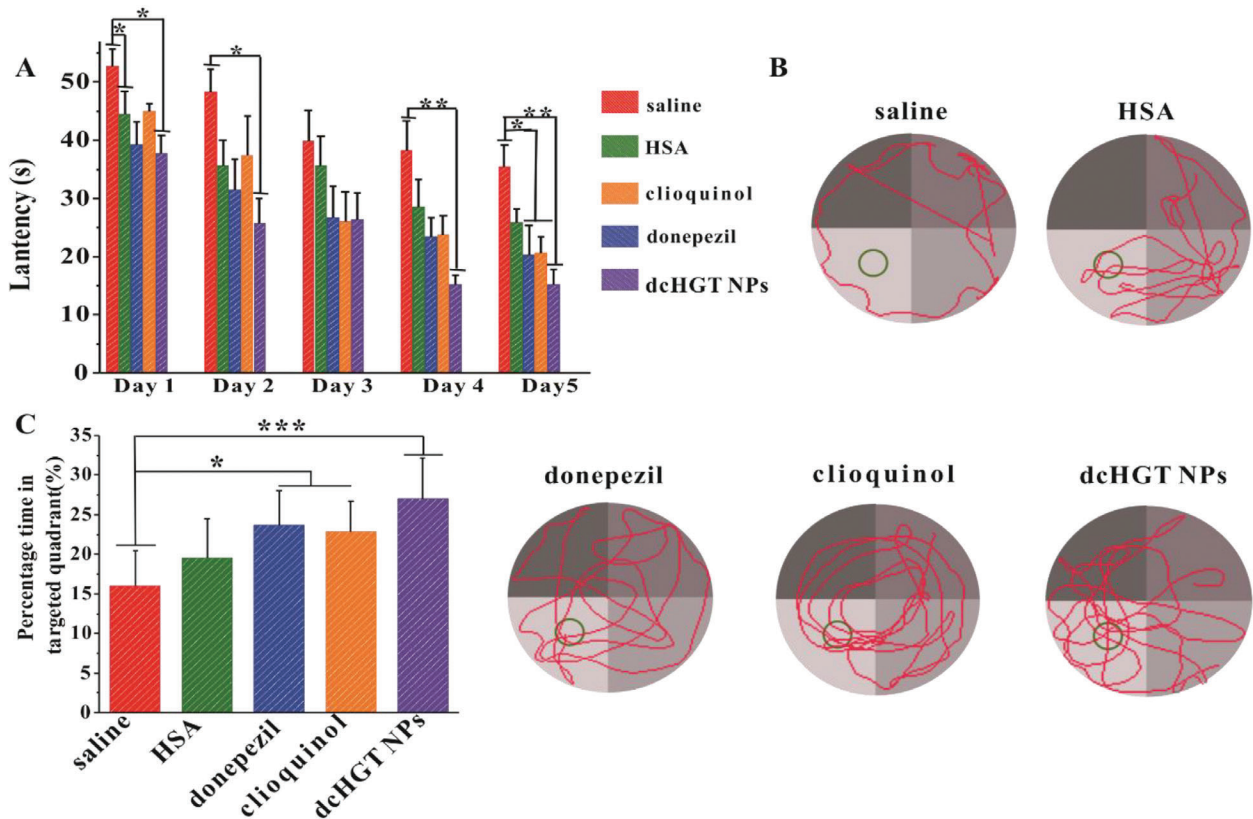 A
Lantency (s)
50
40
30
20
10
0
* *
*
**
** *
Day 1 Day 2 Day 3 Day 4 Day5
saline
HSA
clioquinol
donepezil
dcHGT NPs
B
saline HSA
donepezil clioquinol dcHGT NPs
C
Percentage time in
targeted quadrant(%)
35
30
25
20
15
10
5
0
***
*
saline HSA donepezil clioquinol dcHGT NPs